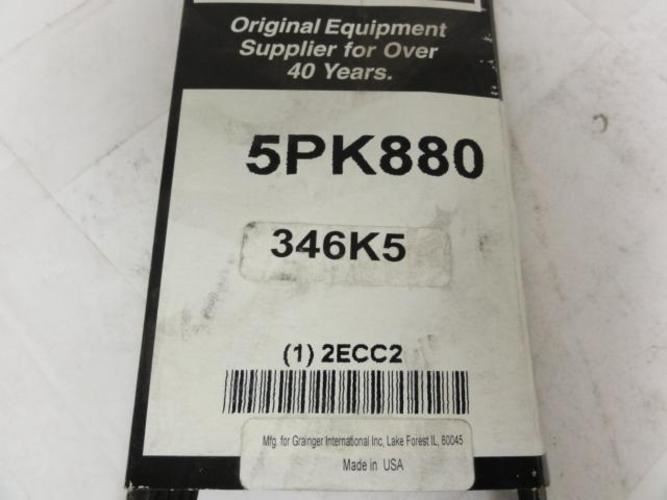 Original Equipment
Supplier for Over
40 Years.
5PK880
346K5
(1) 2ECC2
Mfg. for Grainger International Inc, Lake Forest IL, 60045
Made in USA